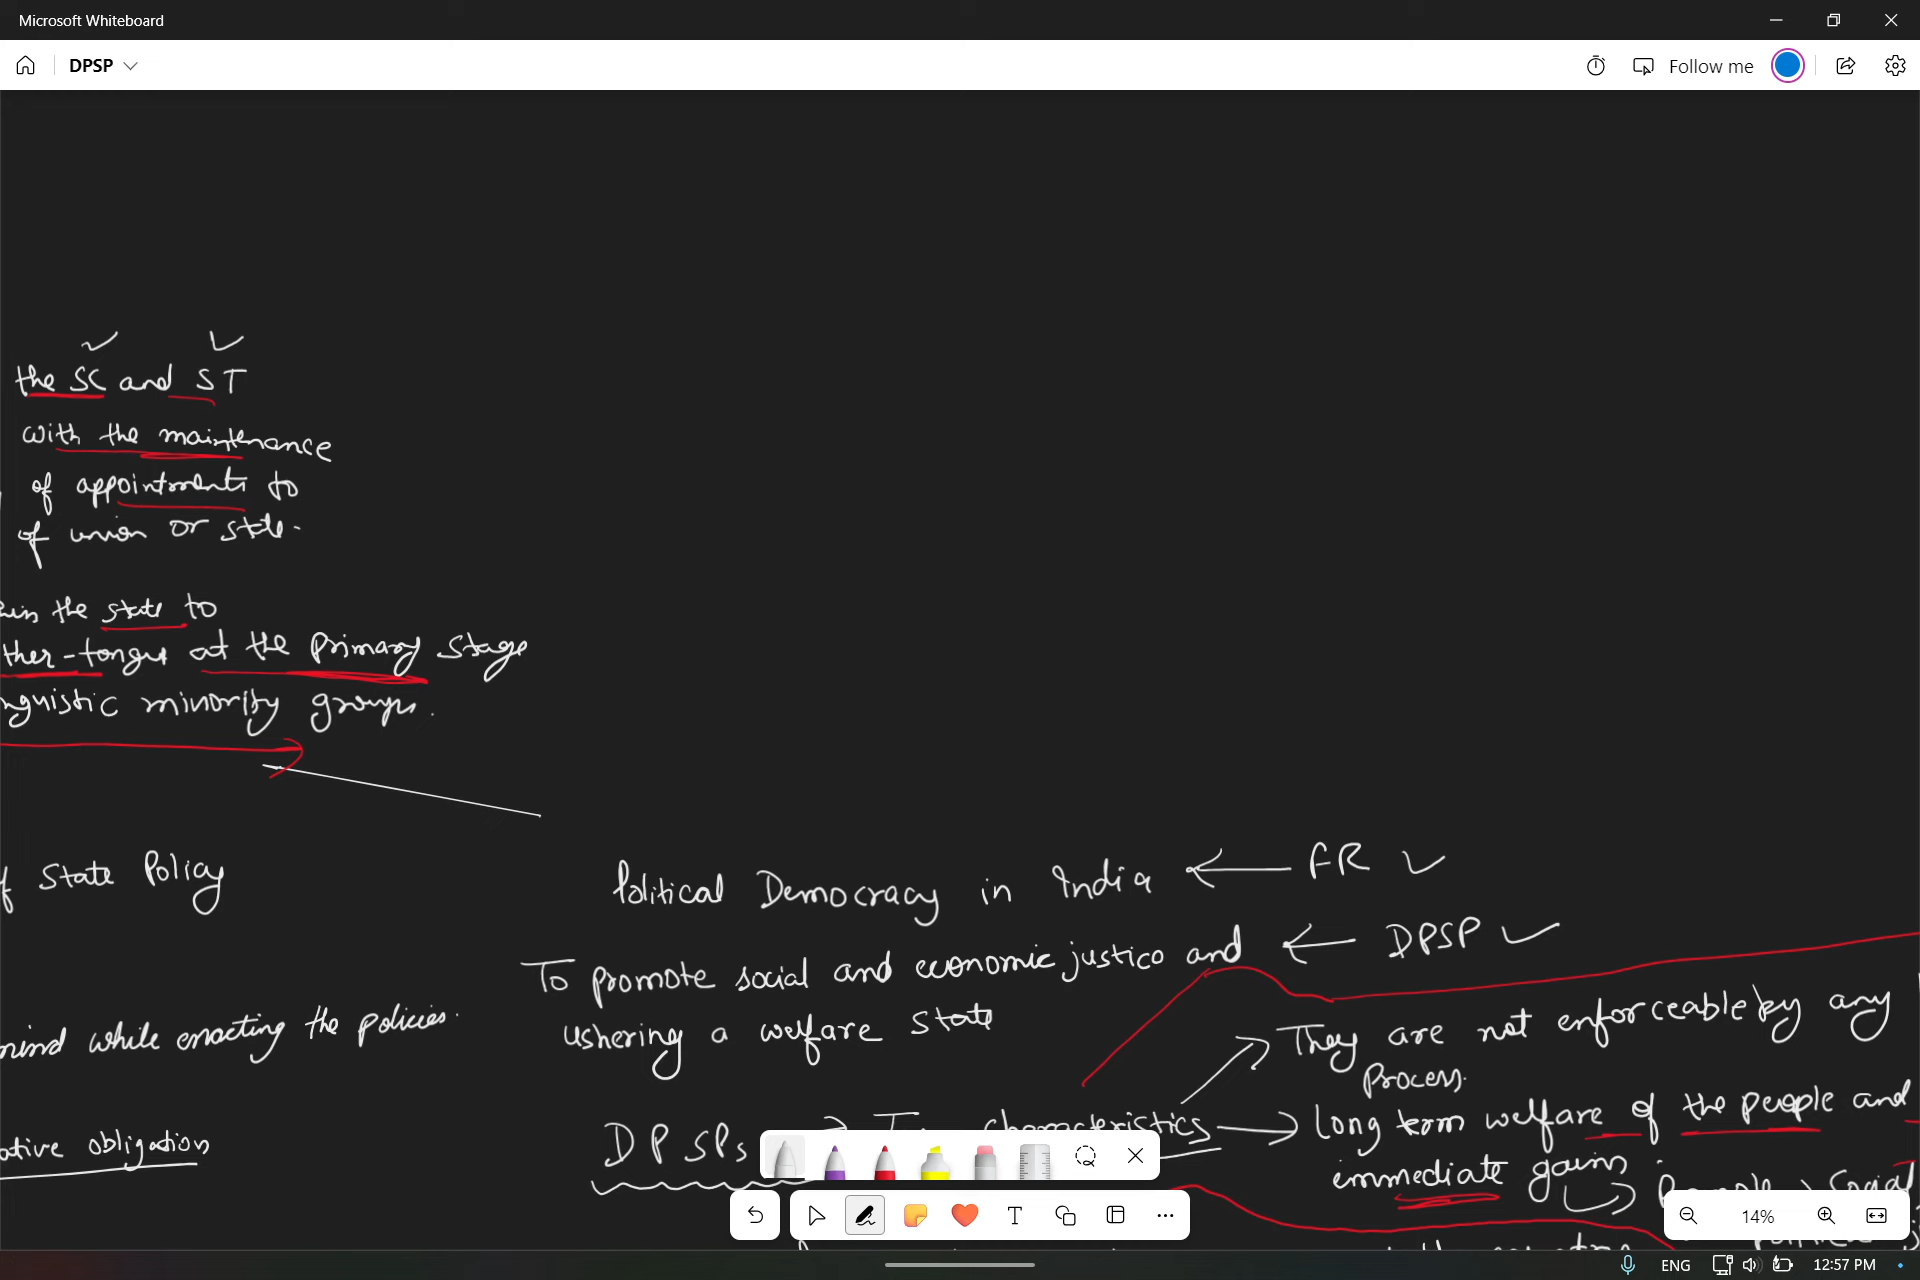 Microsoft Whiteboard
DPSP
Follow me
the SC and ST
with the maintenance
of appointments to
of union or state.
the state to
ther-tongue at the primary stage
nguistic minority groups.
f State Policy
Political Democracy in India ← FR ✓
To promote social and economic justice and ← DPSP ✓
ushering a welfare state
mind while enacting the policies.
They are not enforceable by any
process.
ative obligation
DPSPs → characteristics → long term welfare of the people and
immediate gains
Social
T
14%
ENG
12:57 PM